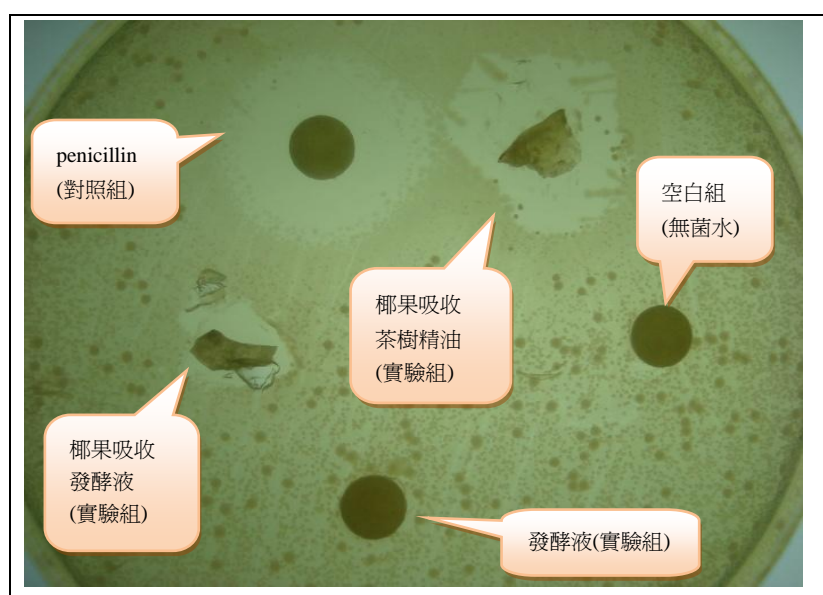 penicillin
(對照組)
空白組
(無菌水)
椰果吸收
茶樹精油
(實驗組)
椰果吸收
發酵液
(實驗組)
發酵液(實驗組)